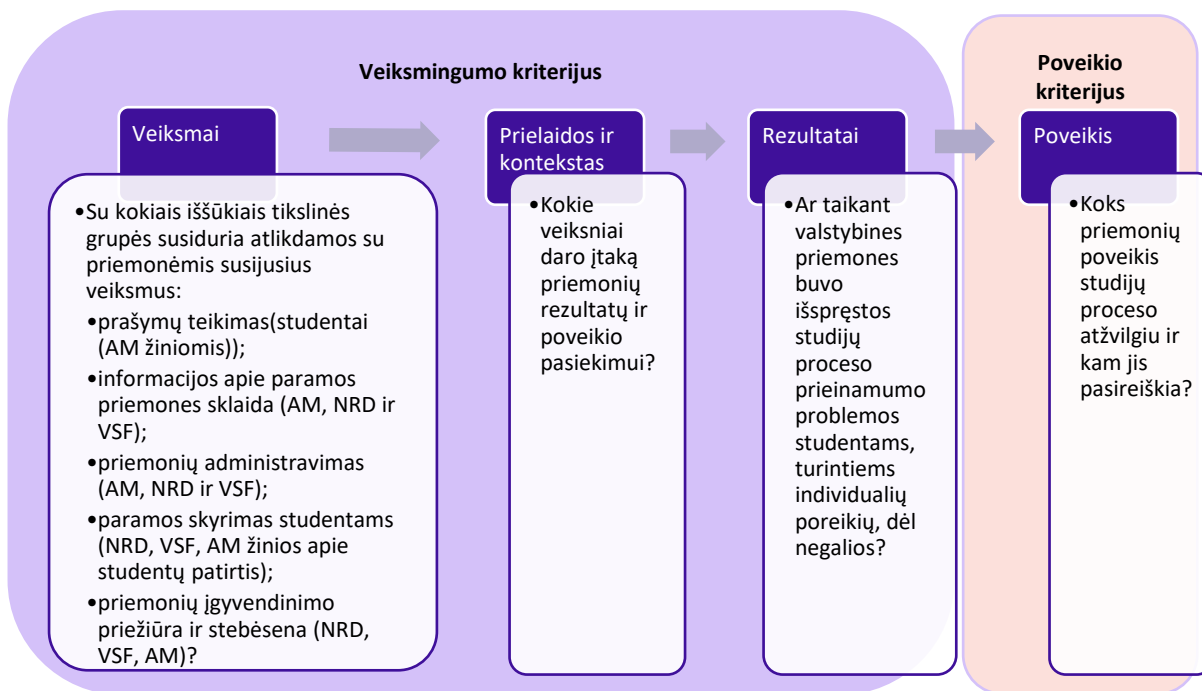 Veiksmingumo kriterijus
Poveikio
kriterijus
Veiksmai
•Su kokiais iššūkiais tikslinės
grupės susiduria atlikdamos su
priemonėmis susijusius
veiksmus:
•prašymų teikimas(studentai
(AM žiniomis));
•informacijos apie paramos
priemones sklaida (AM, NRD ir
VSF);
•priemonių administravimas
(AM, NRD ir VSF);
•paramos skyrimas studentams
(NRD, VSF, AM žinios apie
studentų patirtis);
•priemonių įgyvendinimo
priežiūra ir stebėsena (NRD,
VSF, AM)?
Prielaidos ir
kontekstas
•Kokie
veiksniai
daro įtaką
priemonių
rezultatų ir
poveikio
pasiekimui?
Rezultatai
•Ar taikant
valstybines
priemones
buvo
išspręstos
studijų
proceso
prieinamumo
problemos
studentams,
turintiems
individualių
poreikių, dėl
negalios?
Poveikis
•Koks
priemonių
poveikis
studijų
proceso
atžvilgiu ir
kam jis
pasireiškia?